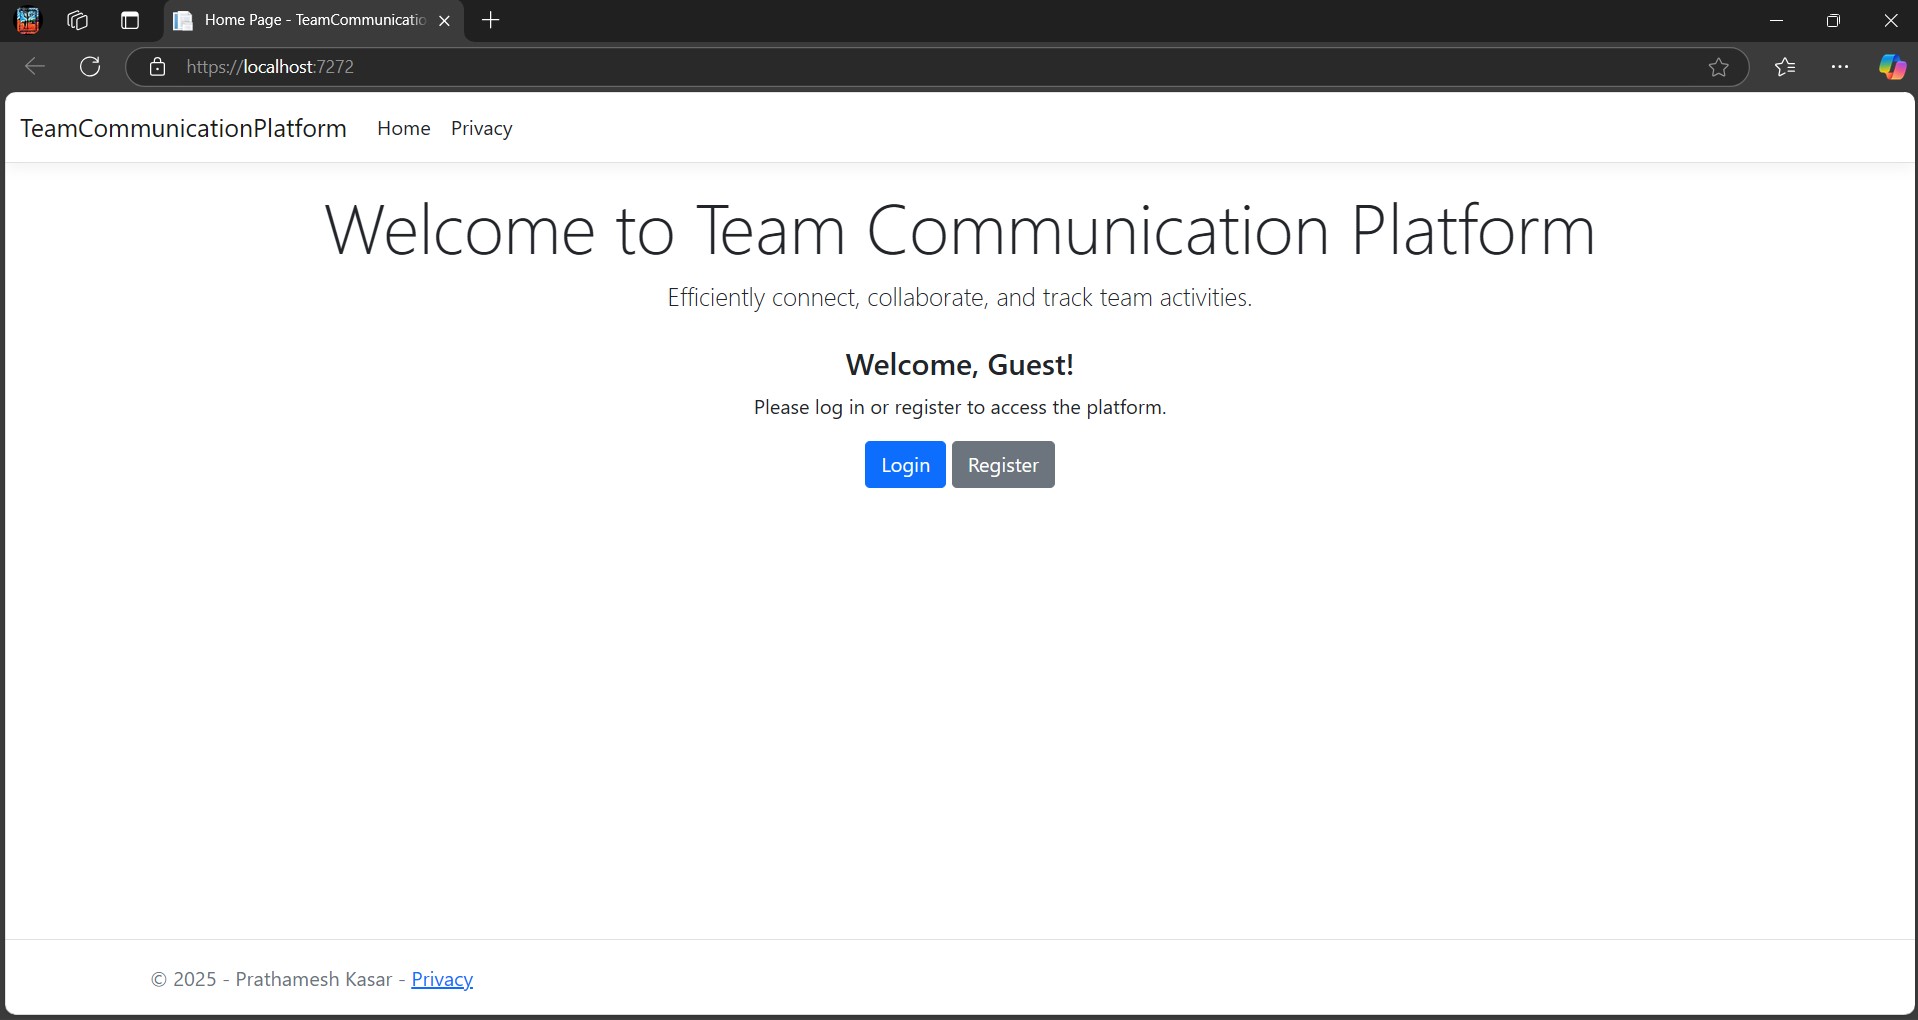 Home Page - TeamCommunicatio
https://localhost:7272
TeamCommunicationPlatform Home Privacy
Welcome to Team Communication Platform
Efficiently connect, collaborate, and track team activities.
Welcome, Guest!
Please log in or register to access the platform.
Login Register
© 2025 - Prathamesh Kasar - Privacy